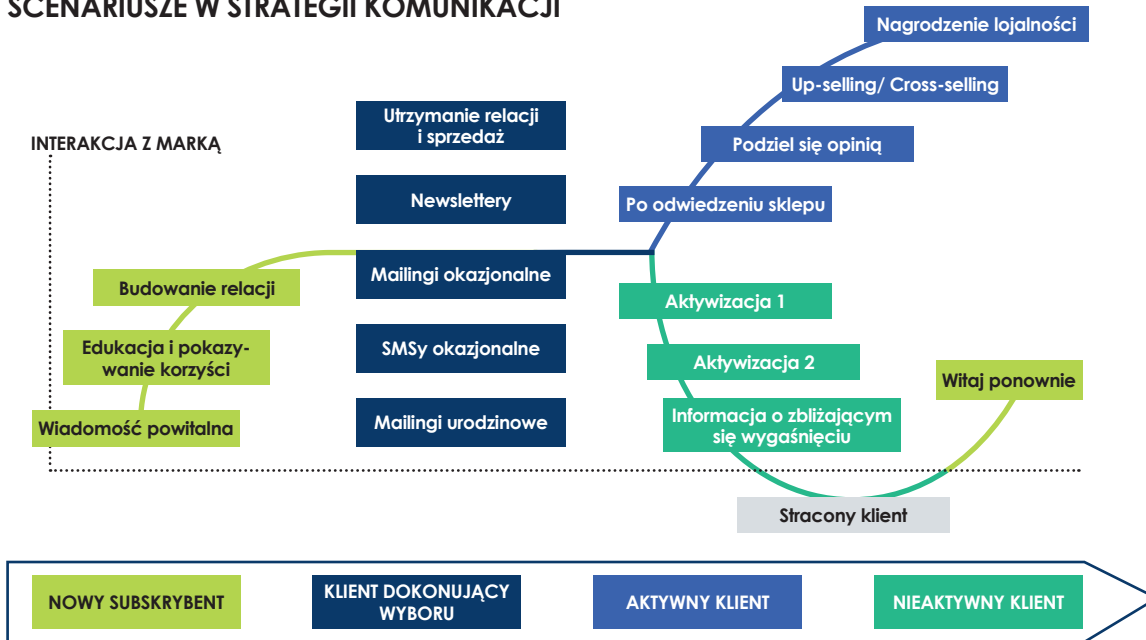 SCENARIUSZE W STRATEGII KOMUNIKACJI
INTERAKCJA Z MARKĄ
Wiadomość powitalna
Edukacja i pokazy-
wanie korzyści
Budowanie relacji
Utrzymanie relacji
i sprzedaż
Newslettery
Mailingi okazjonalne
SMSy okazjonalne
Mailingi urodzinowe
Nagrodzenie lojalności
Up-selling/ Cross-selling
Podziel się opinią
Po odwiedzeniu sklepu
Aktywizacja 1
Aktywizacja 2
Informacja o zbliżającym
się wygaśnięciu
Stracony klient
Witaj ponownie
NOWY SUBSKRYBENT
KLIENT DOKONUJĄCY
WYBORU
AKTYWNY KLIENT
NIEAKTYWNY KLIENT